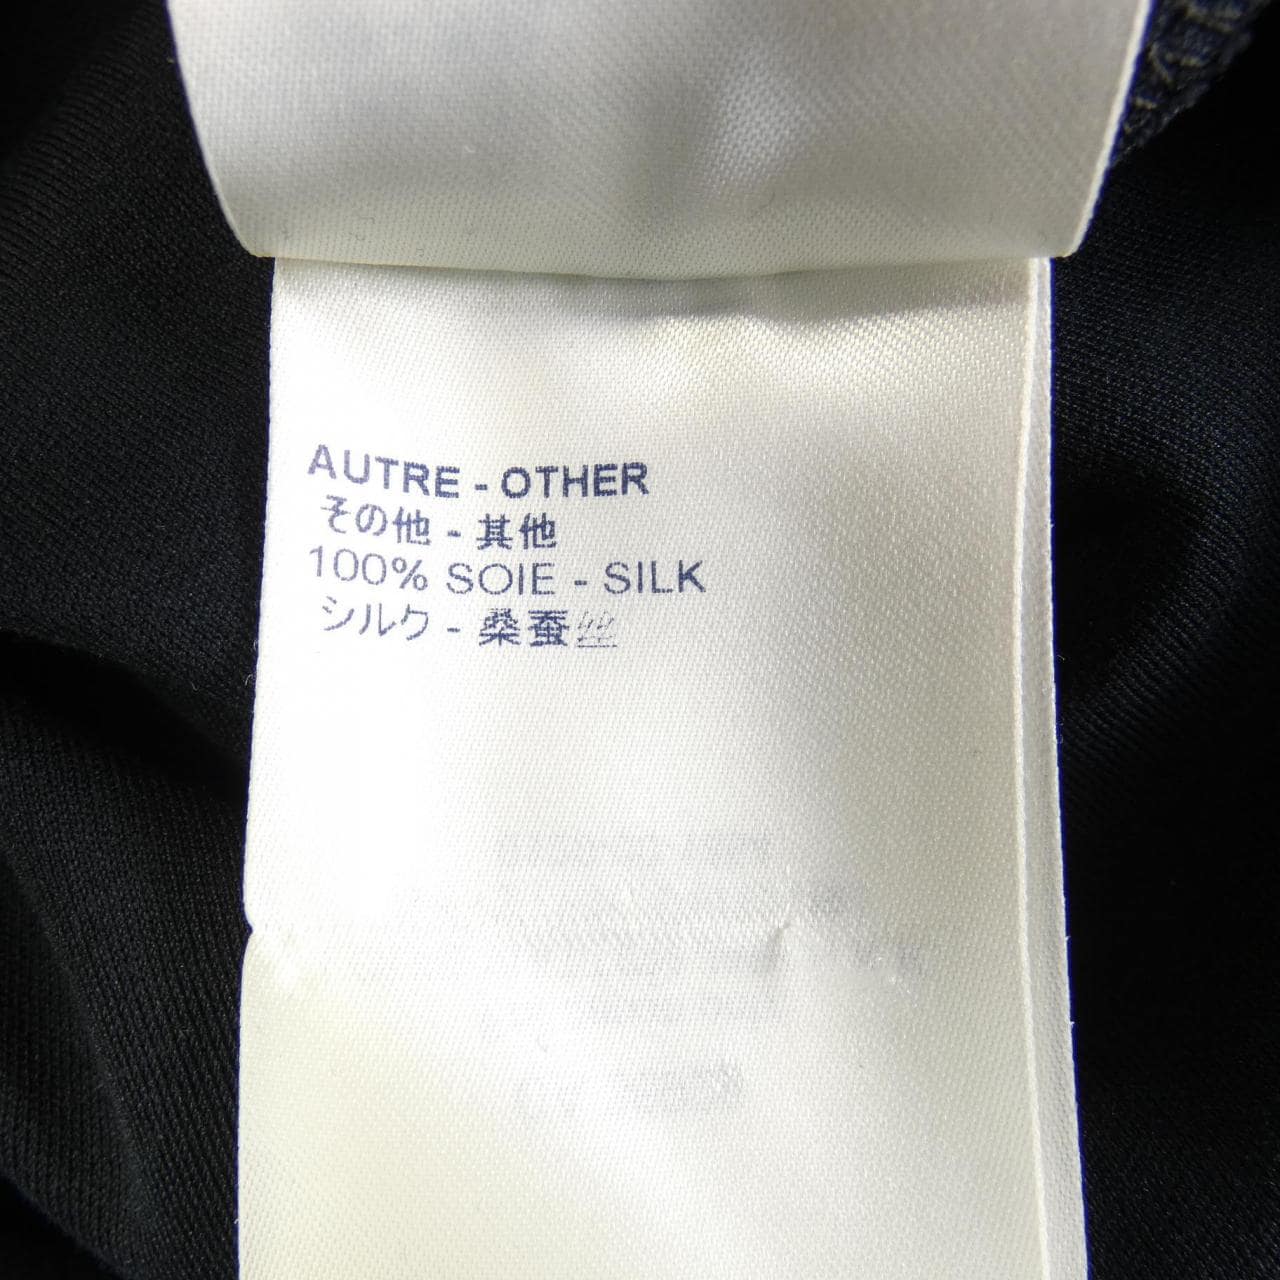 AUTRE - OTHER
その他 - 其他
100% SOIE - SILK
シルク - 桑蚕丝